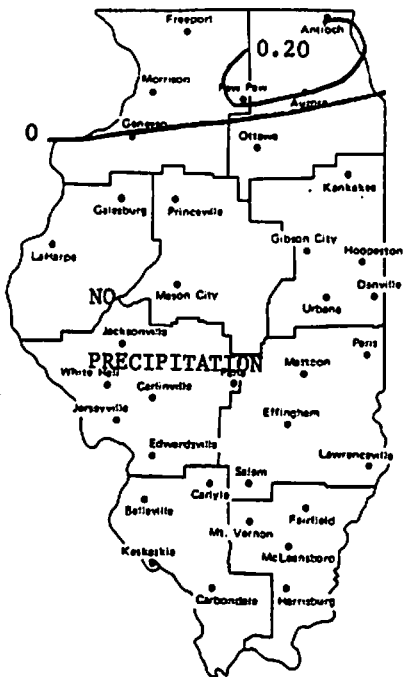 Freeport
Antioch
0.20
Morrison
Paw Paw
Aurora
0
Geneseo
Ottawa
Kankakee
Galesburg
Princeville
LaHarpe
Gibson City
Hoopeston
NO
Mason City
Danville
Urbana
Jacksonville
Paris
PRECIPITATION
Mattoon
White Hall
Pana
Carlinville
Jerseyville
Effingham
Edwardsville
Lawrenceville
Salem
Carlyle
Belleville
Fairfield
Mt. Vernon
McLeansboro
Kaskaskia
Carbondale
Harrisburg